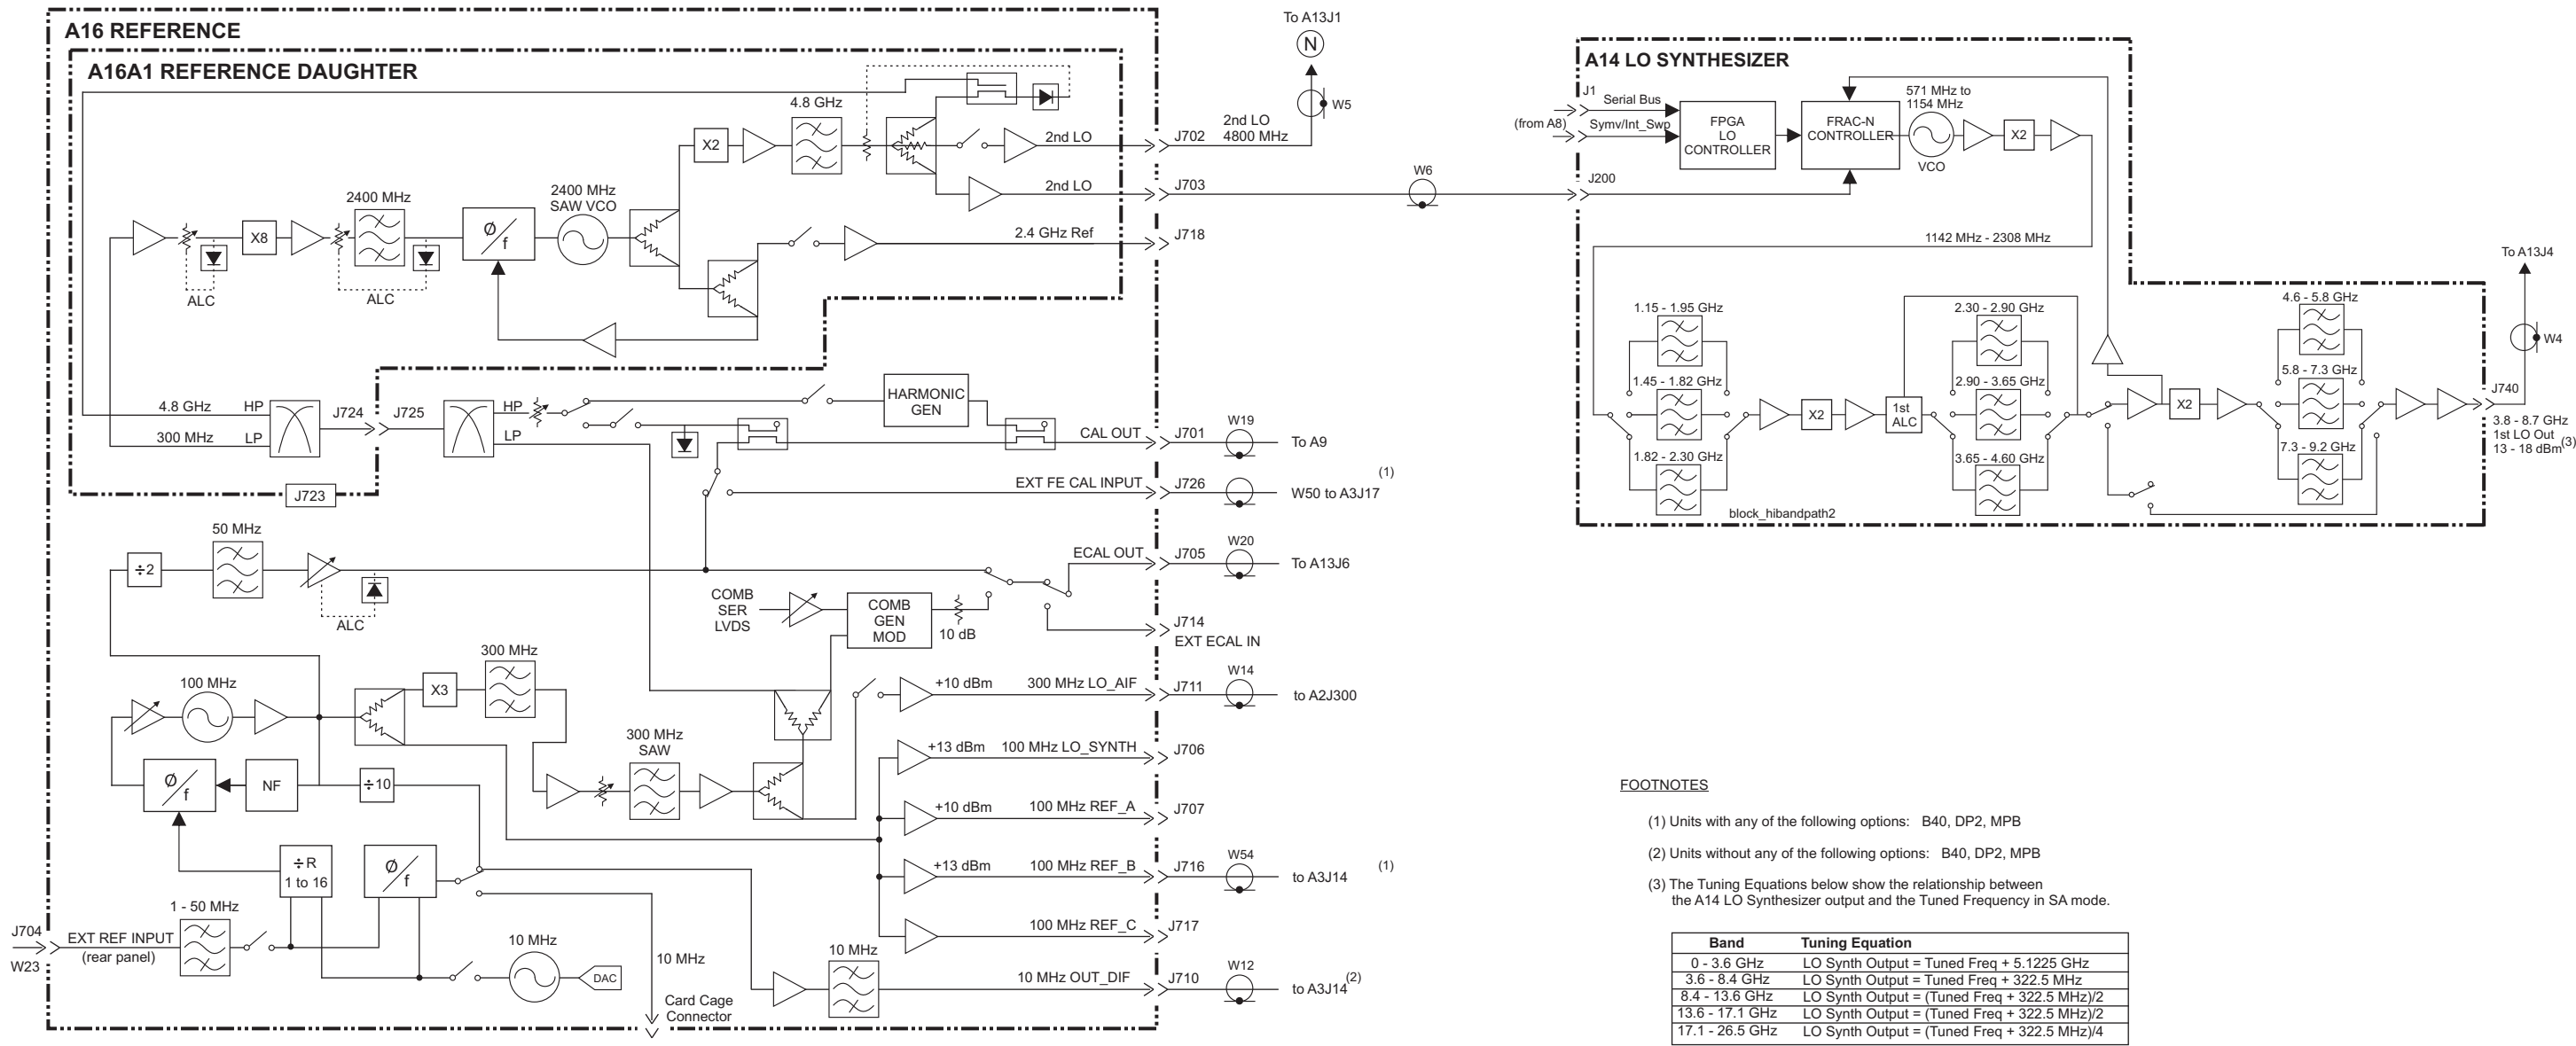 A16 REFERENCE
A16A1 REFERENCE DAUGHTER
To A13J1
N
W5
4.8 GHz
X2
2nd LO
J702
2nd LO
4800 MHz
2nd LO
J703
W6
2400 MHz
2400 MHz
SAW VCO
X8
Ø/f
ALC
ALC
2.4 GHz Ref
J718
4.8 GHz
HP
300 MHz
LP
J724
J725
HP
LP
HARMONIC
GEN
CAL OUT
J701
W19
To A9
J723
EXT FE CAL INPUT
J726
(1)
W50 to A3J17
50 MHz
÷2
ALC
ECAL OUT
J705
W20
To A13J6
COMB
SER
LVDS
COMB
GEN
MOD
10 dB
J714
EXT ECAL IN
100 MHz
X3
300 MHz
+10 dBm
300 MHz LO_AIF
J711
W14
to A2J300
300 MHz
SAW
+13 dBm
100 MHz LO_SYNTH
J706
Ø/f
NF
÷10
+10 dBm
100 MHz REF_A
J707
÷R
1 to 16
Ø/f
+13 dBm
100 MHz REF_B
J716
W54
to A3J14
(1)
J704
W23
EXT REF INPUT
(rear panel)
1 - 50 MHz
10 MHz
DAC
10 MHz
Card Cage
Connector
100 MHz REF_C
J717
10 MHz
10 MHz OUT_DIF
J710
W12
to A3J14(2)
A14 LO SYNTHESIZER
J1
Serial Bus
(from A8)
Symv/Int_Swp
FPGA
LO
CONTROLLER
FRAC-N
CONTROLLER
571 MHz to
1154 MHz
VCO
X2
J200
1142 MHz - 2308 MHz
1.15 - 1.95 GHz
1.45 - 1.82 GHz
1.82 - 2.30 GHz
X2
1st
ALC
2.30 - 2.90 GHz
2.90 - 3.65 GHz
3.65 - 4.60 GHz
X2
4.6 - 5.8 GHz
5.8 - 7.3 GHz
7.3 - 9.2 GHz
To A13J4
W4
J740
3.8 - 8.7 GHz
1st LO Out
13 - 18 dBm(3)
block_hibandpath2
FOOTNOTES
(1) Units with any of the following options: B40, DP2, MPB
(2) Units without any of the following options: B40, DP2, MPB
(3) The Tuning Equations below show the relationship between
the A14 LO Synthesizer output and the Tuned Frequency in SA mode.
Band Tuning Equation
0 - 3.6 GHz LO Synth Output = Tuned Freq + 5.1225 GHz
3.6 - 8.4 GHz LO Synth Output = Tuned Freq + 322.5 MHz
8.4 - 13.6 GHz LO Synth Output = (Tuned Freq + 322.5 MHz)/2
13.6 - 17.1 GHz LO Synth Output = (Tuned Freq + 322.5 MHz)/2
17.1 - 26.5 GHz LO Synth Output = (Tuned Freq + 322.5 MHz)/4